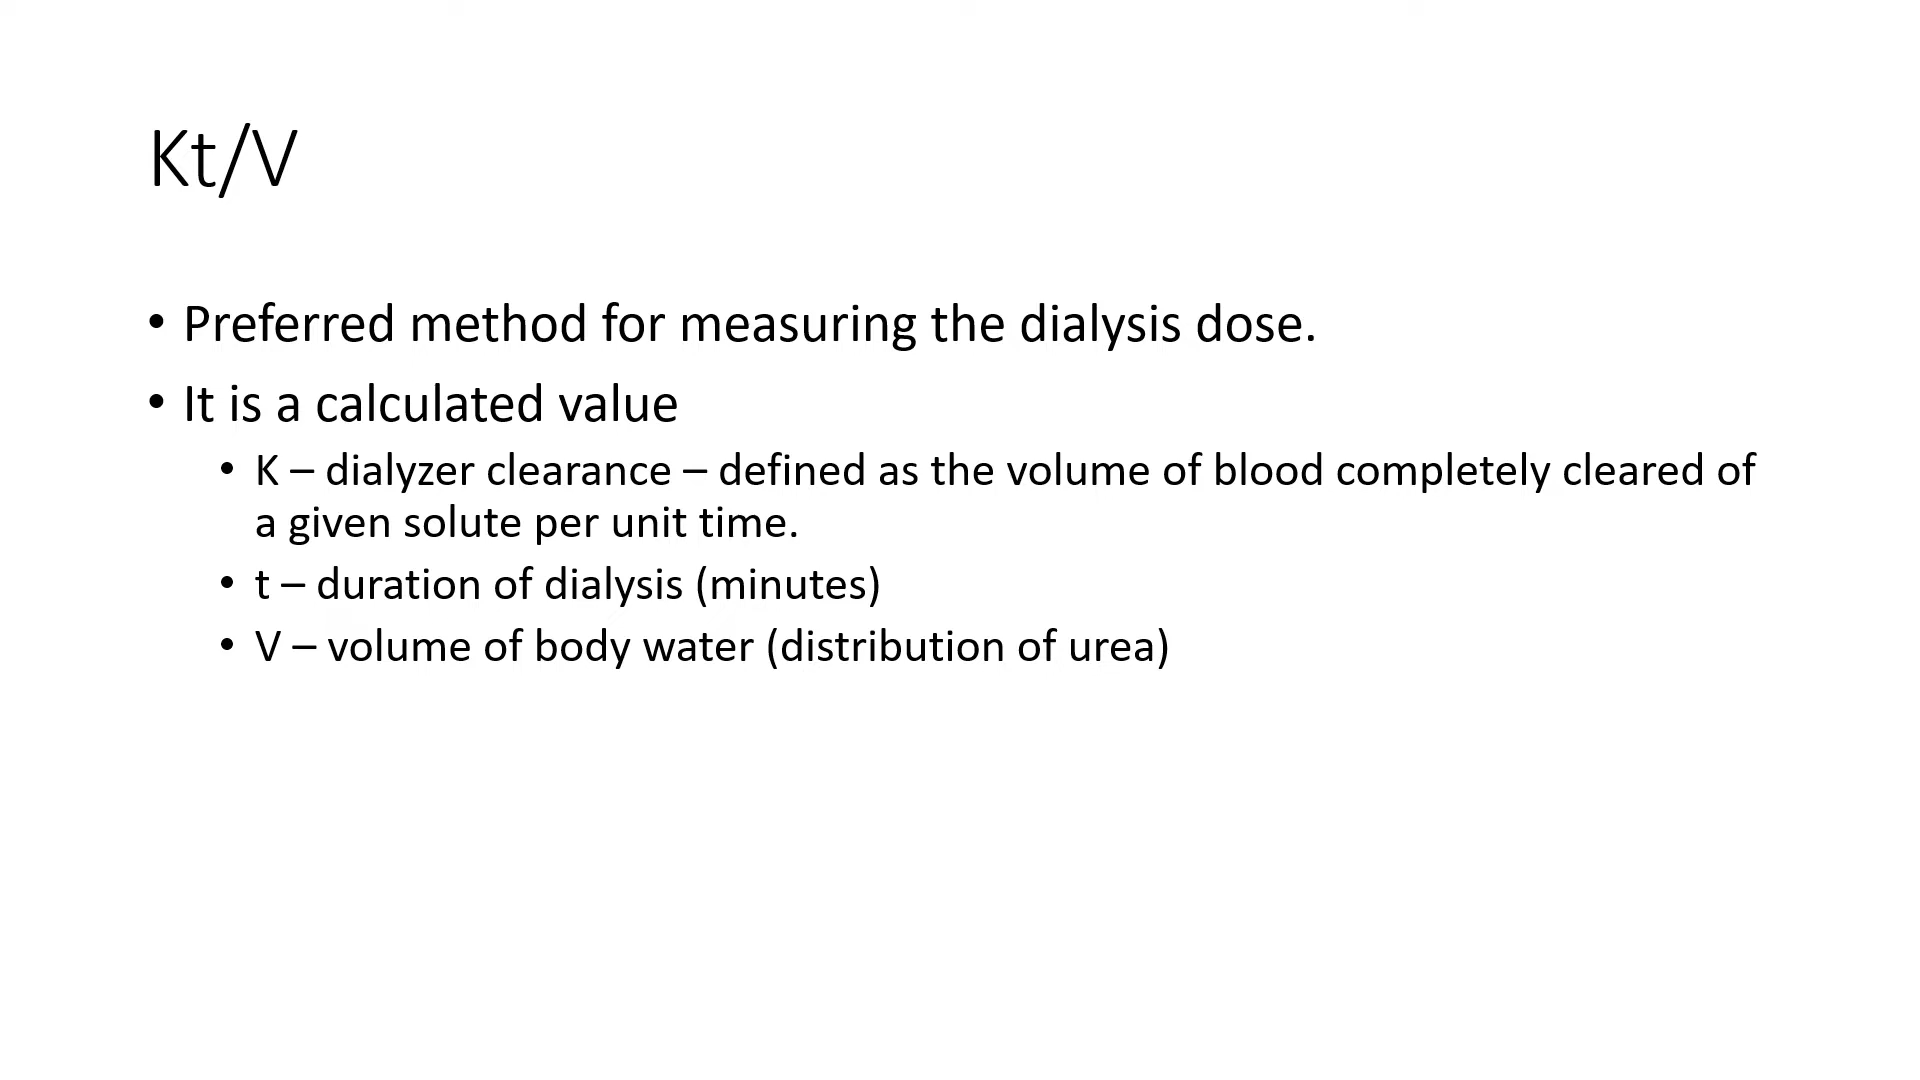 Kt/V
• Preferred method for measuring the dialysis dose.
• It is a calculated value
• K – dialyzer clearance – defined as the volume of blood completely cleared of
a given solute per unit time.
• t – duration of dialysis (minutes)
• V – volume of body water (distribution of urea)